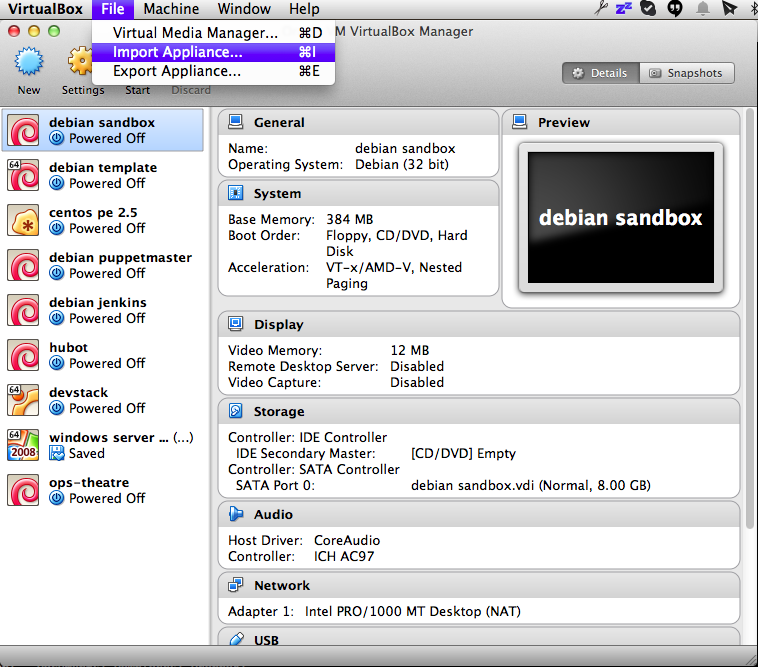 VirtualBox File Machine Window Help
Virtual Media Manager... ⌘D
Import Appliance... ⌘I
Export Appliance... ⌘E
M VirtualBox Manager
New Settings Start Discard
Details Snapshots
debian sandbox
Powered Off
64
debian template
Powered Off
centos pe 2.5
Powered Off
debian puppetmaster
Powered Off
debian jenkins
Powered Off
hubot
Powered Off
64
devstack
Powered Off
64
2008
windows server ... (...)
Saved
ops-theatre
Powered Off
General
Name: debian sandbox
Operating System: Debian (32 bit)
System
Base Memory: 384 MB
Boot Order: Floppy, CD/DVD, Hard
Disk
Acceleration: VT-x/AMD-V, Nested
Paging
Preview
debian sandbox
Display
Video Memory: 12 MB
Remote Desktop Server: Disabled
Video Capture: Disabled
Storage
Controller: IDE Controller
IDE Secondary Master: [CD/DVD] Empty
Controller: SATA Controller
SATA Port 0: debian sandbox.vdi (Normal, 8.00 GB)
Audio
Host Driver: CoreAudio
Controller: ICH AC97
Network
Adapter 1: Intel PRO/1000 MT Desktop (NAT)
USB